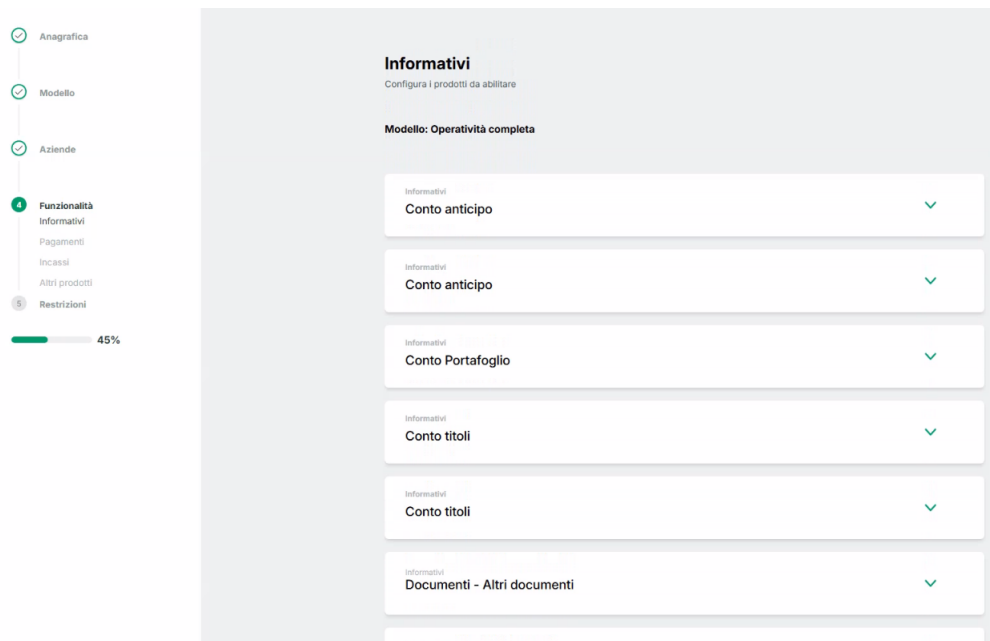 Anagrafica
Modello
Aziende
4
Funzionalità
Informativi
Pagamenti
Incassi
Altri prodotti
5
Restrizioni
45%
Informativi
Configura i prodotti da abilitare
Modello: Operatività completa
Informativi
Conto anticipo
Informativi
Conto anticipo
Informativi
Conto Portafoglio
Informativi
Conto titoli
Informativi
Conto titoli
Informativi
Documenti - Altri documenti